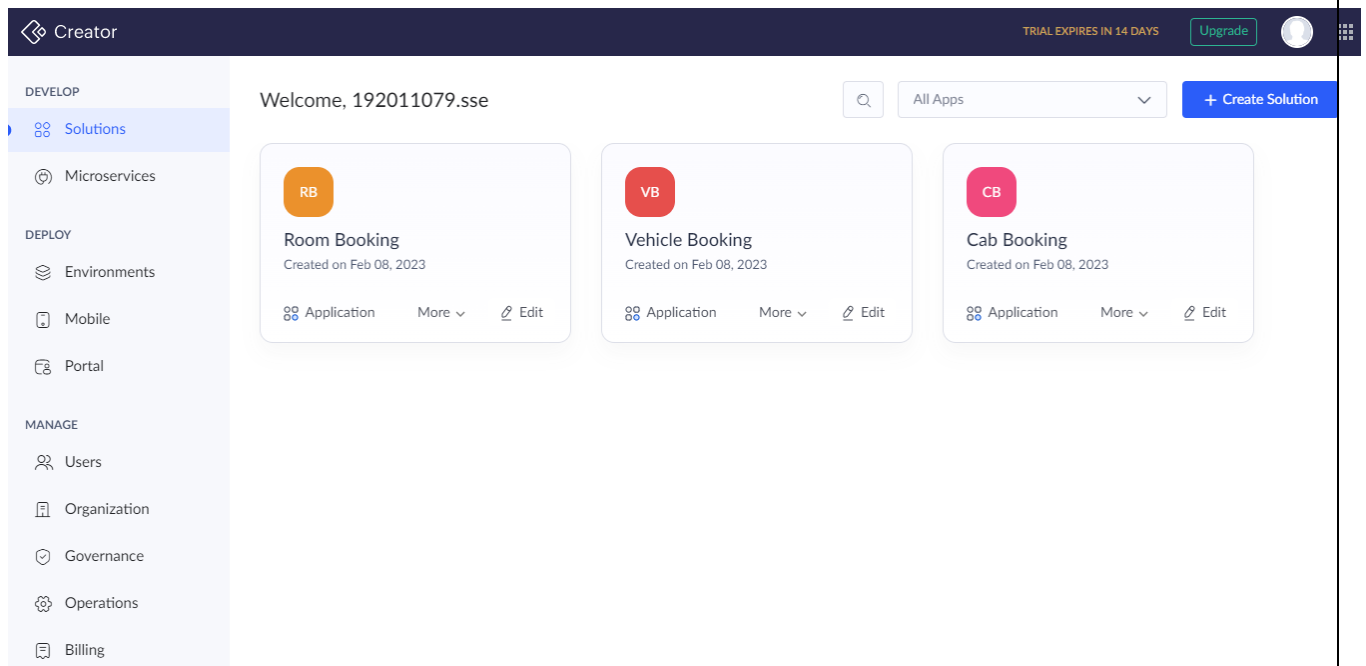 Creator
TRIAL EXPIRES IN 14 DAYS
Upgrade
DEVELOP
Solutions
Microservices
DEPLOY
Environments
Mobile
Portal
MANAGE
Users
Organization
Governance
Operations
Billing
Welcome, 192011079.sse
All Apps
+ Create Solution
RB
Room Booking
Created on Feb 08, 2023
Application More Edit
VB
Vehicle Booking
Created on Feb 08, 2023
Application More Edit
CB
Cab Booking
Created on Feb 08, 2023
Application More Edit